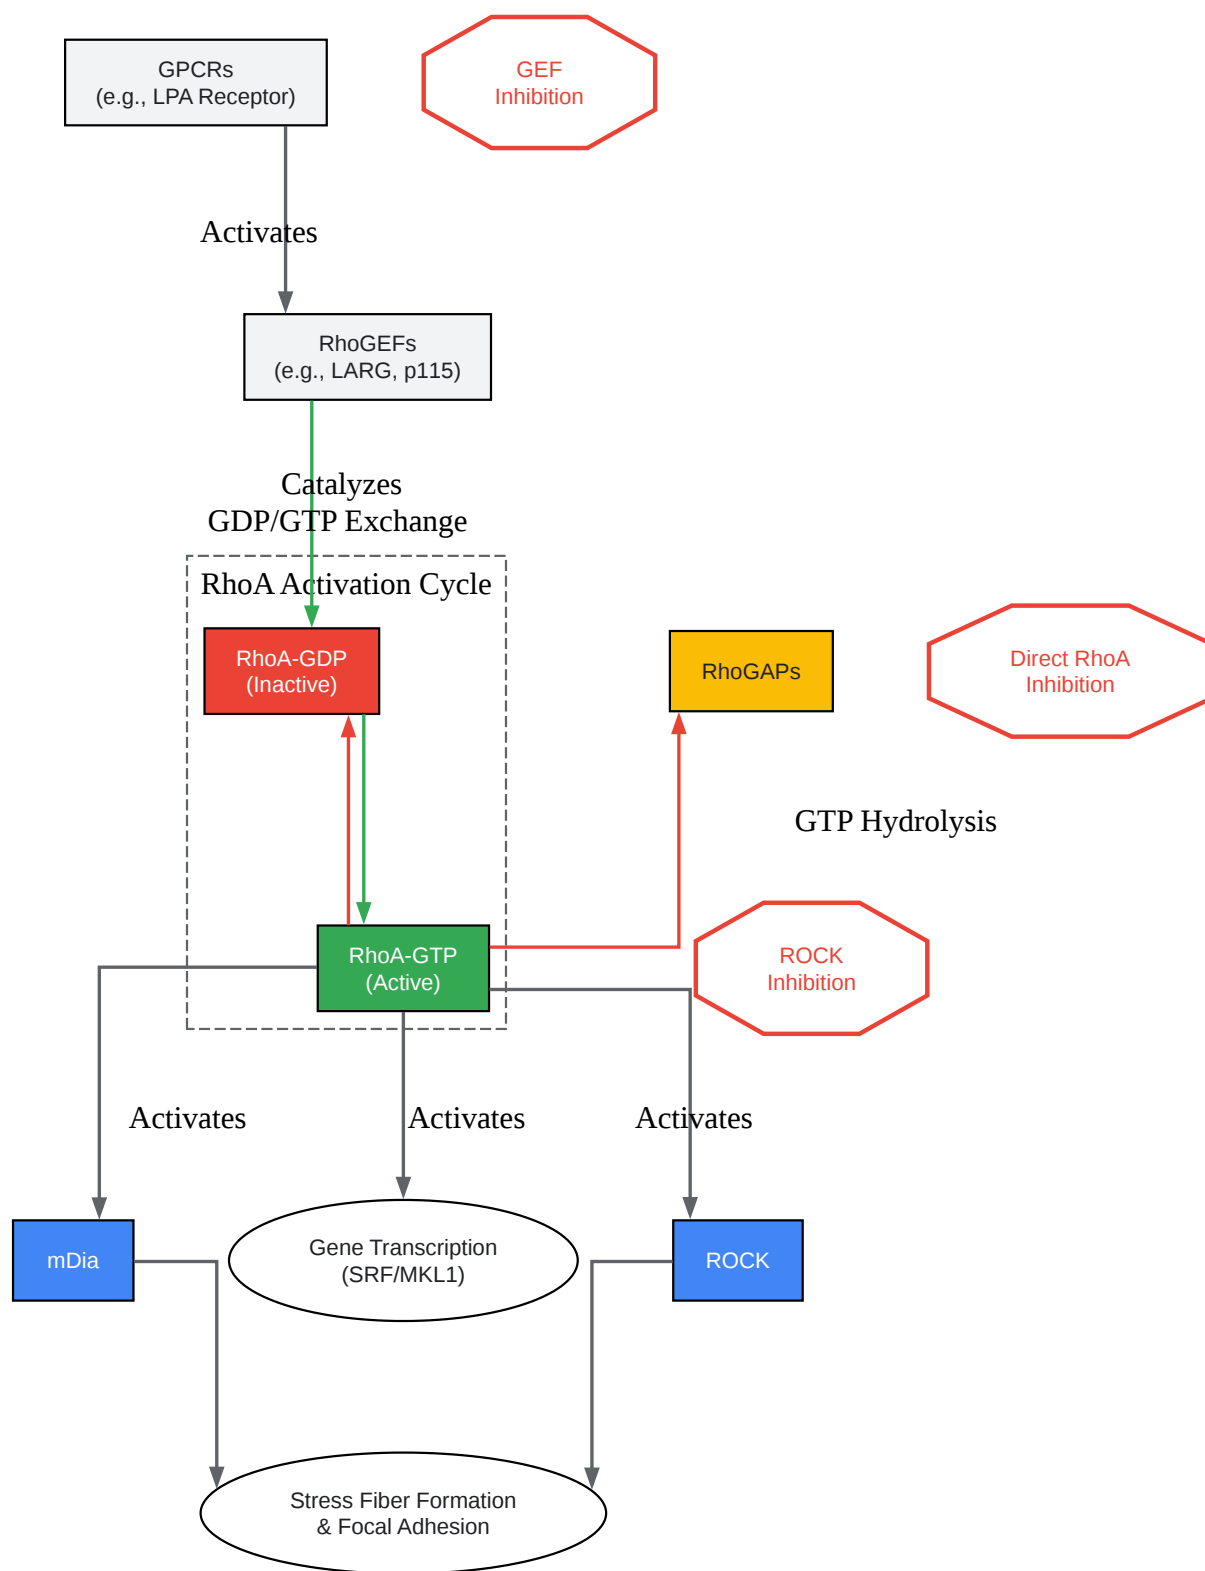 GPCRs
(e.g., LPA Receptor)
GEF
Inhibition
Activates
RhoGEFs
(e.g., LARG, p115)
Catalyzes
GDP/GTP Exchange
RhoA Activation Cycle
RhoA-GDP
(Inactive)
RhoGAPs
Direct RhoA
Inhibition
GTP Hydrolysis
RhoA-GTP
(Active)
ROCK
Inhibition
Activates
Activates
Activates
mDia
Gene Transcription
(SRF/MKL1)
ROCK
Stress Fiber Formation
& Focal Adhesion